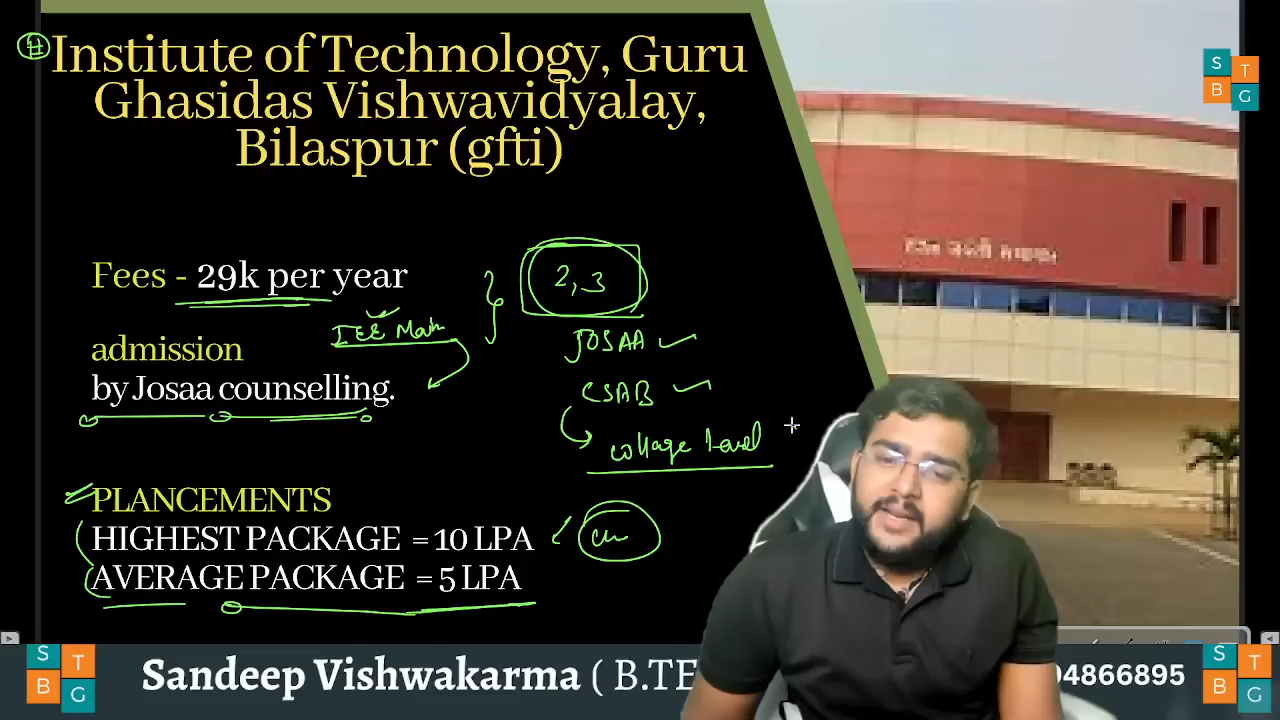 Institute of Technology, Guru
Ghasidas Vishwavidyalay,
Bilaspur (gfti)
Fees - 29k per year
2, 3
JEE Main
JOSAA
admission
by Josaa counselling.
CSAB
collage Level
PLANCEMENTS
HIGHEST PACKAGE = 10 LPA
AVERAGE PACKAGE = 5 LPA
S T
B G
S T
B G
Sandeep Vishwakarma ( B.TE
04866895
S T
B G